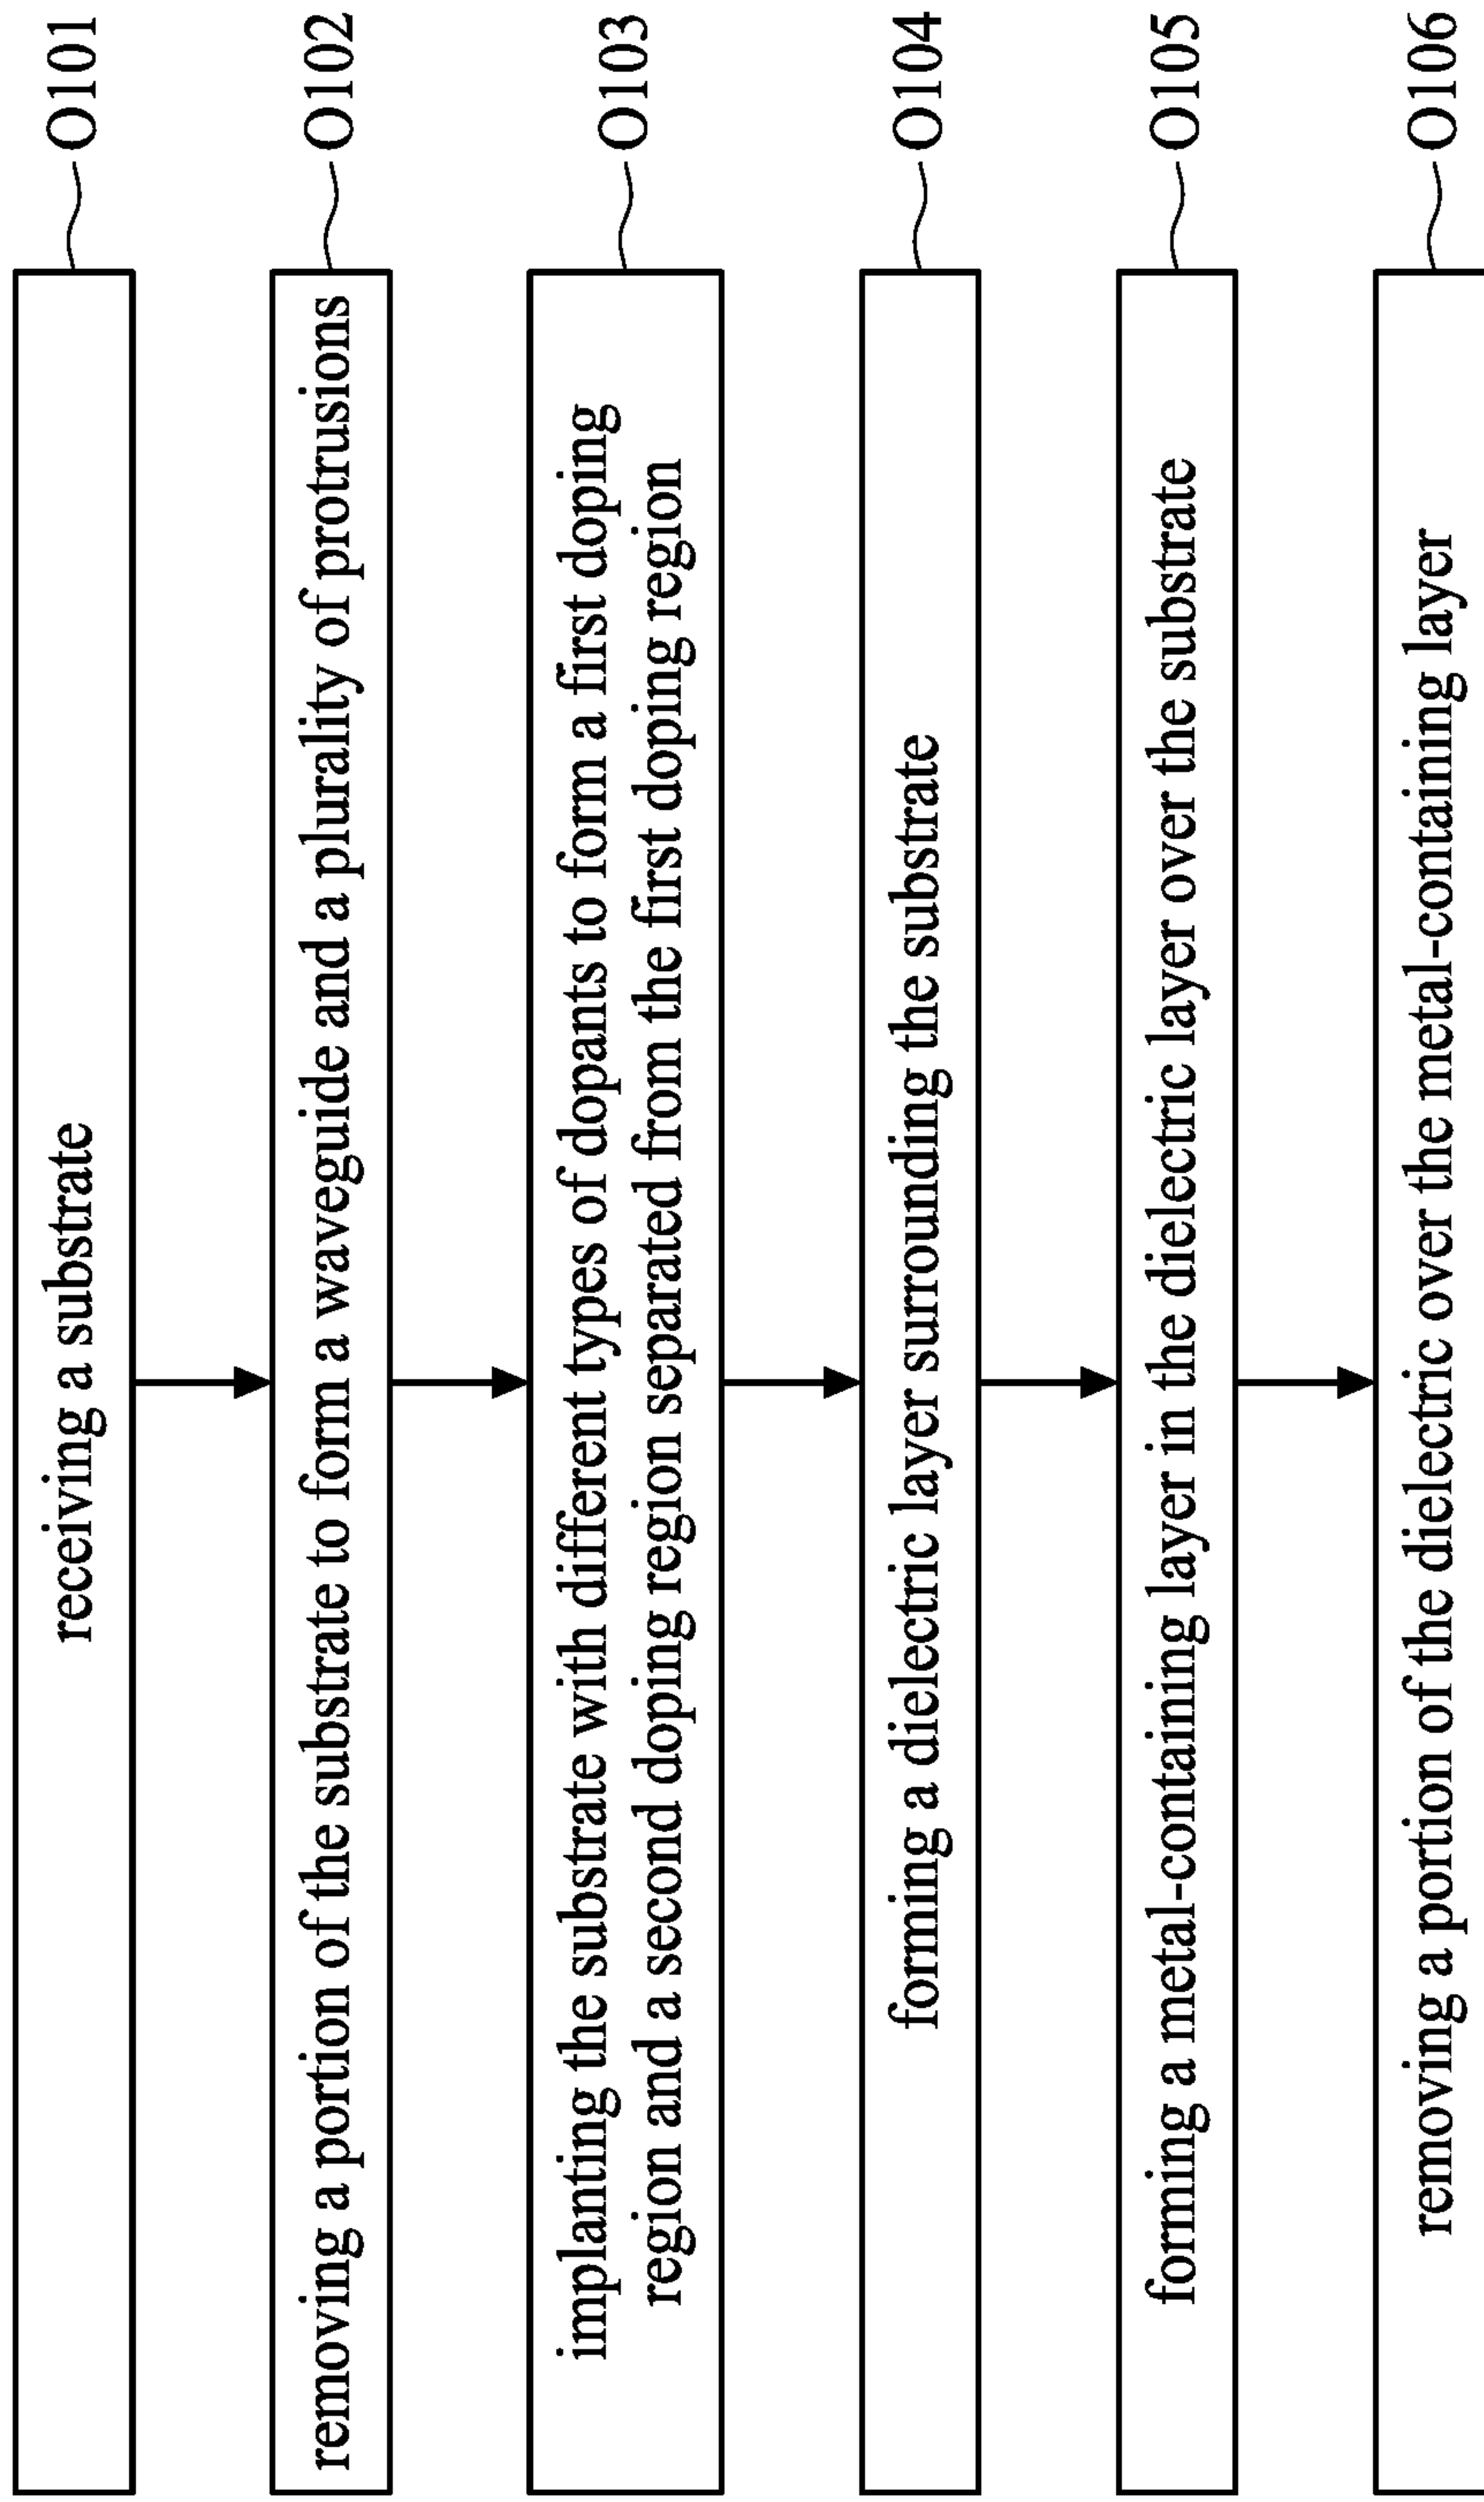 receiving a substrate
O101
removing a portion of the substrate to form a waveguide and a plurality of protrusions
O102
implanting the substrate with different types of dopants to form a first doping
region and a second doping region separated from the first doping region
O103
forming a dielectric layer surrounding the substrate
O104
forming a metal-containing layer in the dielectric layer over the substrate
O105
removing a portion of the dielectric over the metal-containing layer
O106